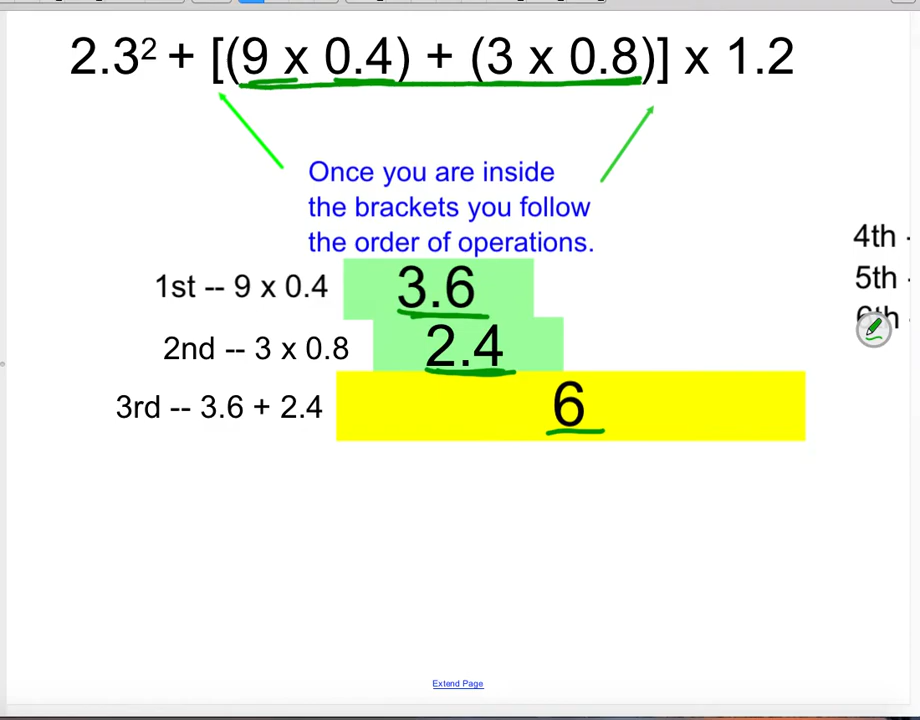 2.3² + [(9 x 0.4) + (3 x 0.8)] x 1.2
Once you are inside
the brackets you follow
the order of operations.
1st -- 9 x 0.4 3.6
2nd -- 3 x 0.8 2.4
3rd -- 3.6 + 2.4 6
4th -
5th -
6th
Extend Page